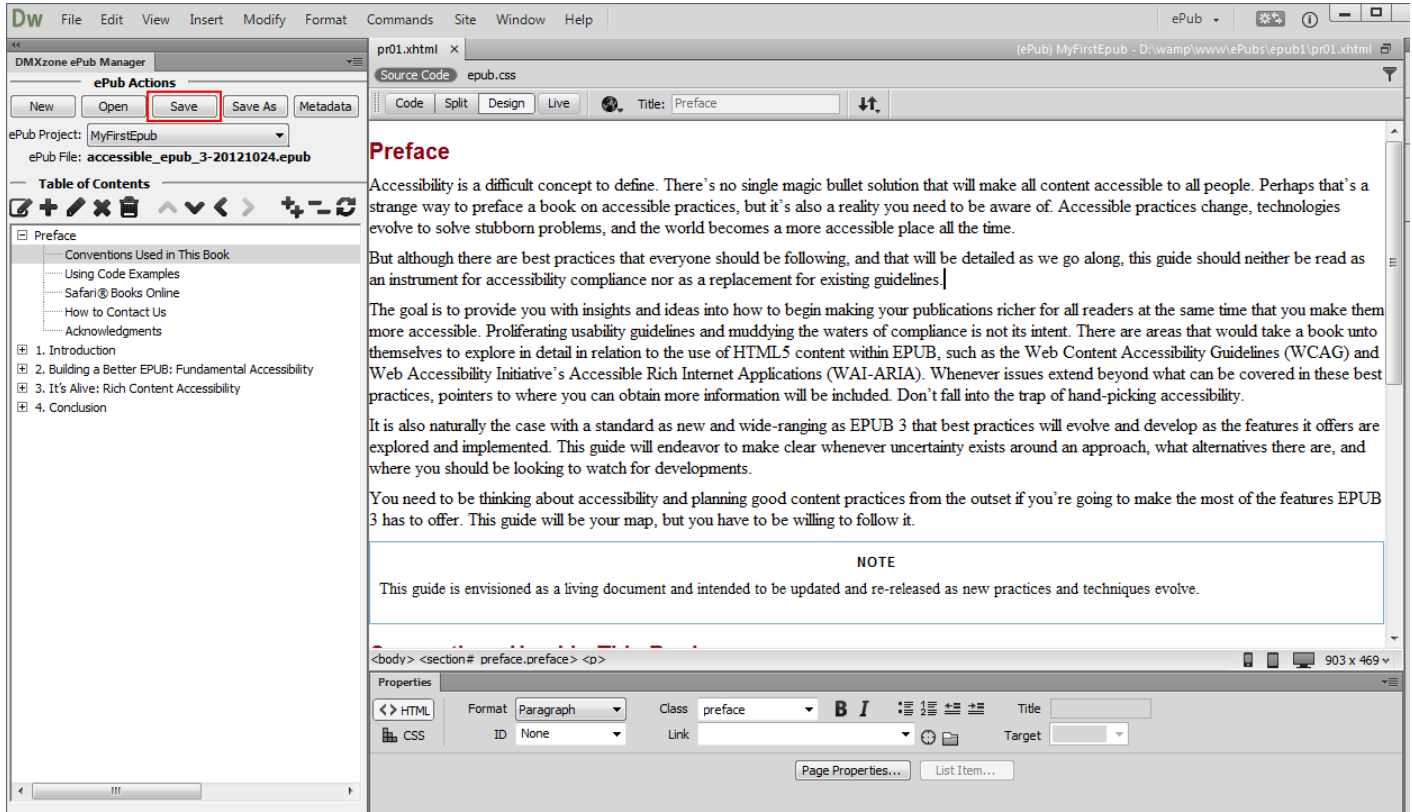 Dw File Edit View Insert Modify Format Commands Site Window Help ePub
DMXzone ePub Manager
ePub Actions
New Open Save Save As Metadata
ePub Project: MyFirstEpub
ePub File: accessible_epub_3-20121024.epub
Table of Contents
Preface
Conventions Used in This Book
Using Code Examples
Safari® Books Online
How to Contact Us
Acknowledgments
1. Introduction
2. Building a Better EPUB: Fundamental Accessibility
3. It's Alive: Rich Content Accessibility
4. Conclusion
pr01.xhtml × (ePub) MyFirstEpub - D:\wamp\www\ePubs\epub1\pr01.xhtml
Source Code epub.css
Code Split Design Live Title: Preface
Preface
Accessibility is a difficult concept to define. There's no single magic bullet solution that will make all content accessible to all people. Perhaps that's a
strange way to preface a book on accessible practices, but it's also a reality you need to be aware of. Accessible practices change, technologies
evolve to solve stubborn problems, and the world becomes a more accessible place all the time.
But although there are best practices that everyone should be following, and that will be detailed as we go along, this guide should neither be read as
an instrument for accessibility compliance nor as a replacement for existing guidelines.
The goal is to provide you with insights and ideas into how to begin making your publications richer for all readers at the same time that you make them
more accessible. Proliferating usability guidelines and muddying the waters of compliance is not its intent. There are areas that would take a book unto
themselves to explore in detail in relation to the use of HTML5 content within EPUB, such as the Web Content Accessibility Guidelines (WCAG) and
Web Accessibility Initiative's Accessible Rich Internet Applications (WAI-ARIA). Whenever issues extend beyond what can be covered in these best
practices, pointers to where you can obtain more information will be included. Don't fall into the trap of hand-picking accessibility.
It is also naturally the case with a standard as new and wide-ranging as EPUB 3 that best practices will evolve and develop as the features it offers are
explored and implemented. This guide will endeavor to make clear whenever uncertainty exists around an approach, what alternatives there are, and
where you should be looking to watch for developments.
You need to be thinking about accessibility and planning good content practices from the outset if you're going to make the most of the features EPUB
3 has to offer. This guide will be your map, but you have to be willing to follow it.
NOTE
This guide is envisioned as a living document and intended to be updated and re-released as new practices and techniques evolve.
<body> <section# preface.preface> <p> 903 x 469
Properties
<> HTML Format Paragraph Class preface B I Title
CSS ID None Link Target
Page Properties... List Item...